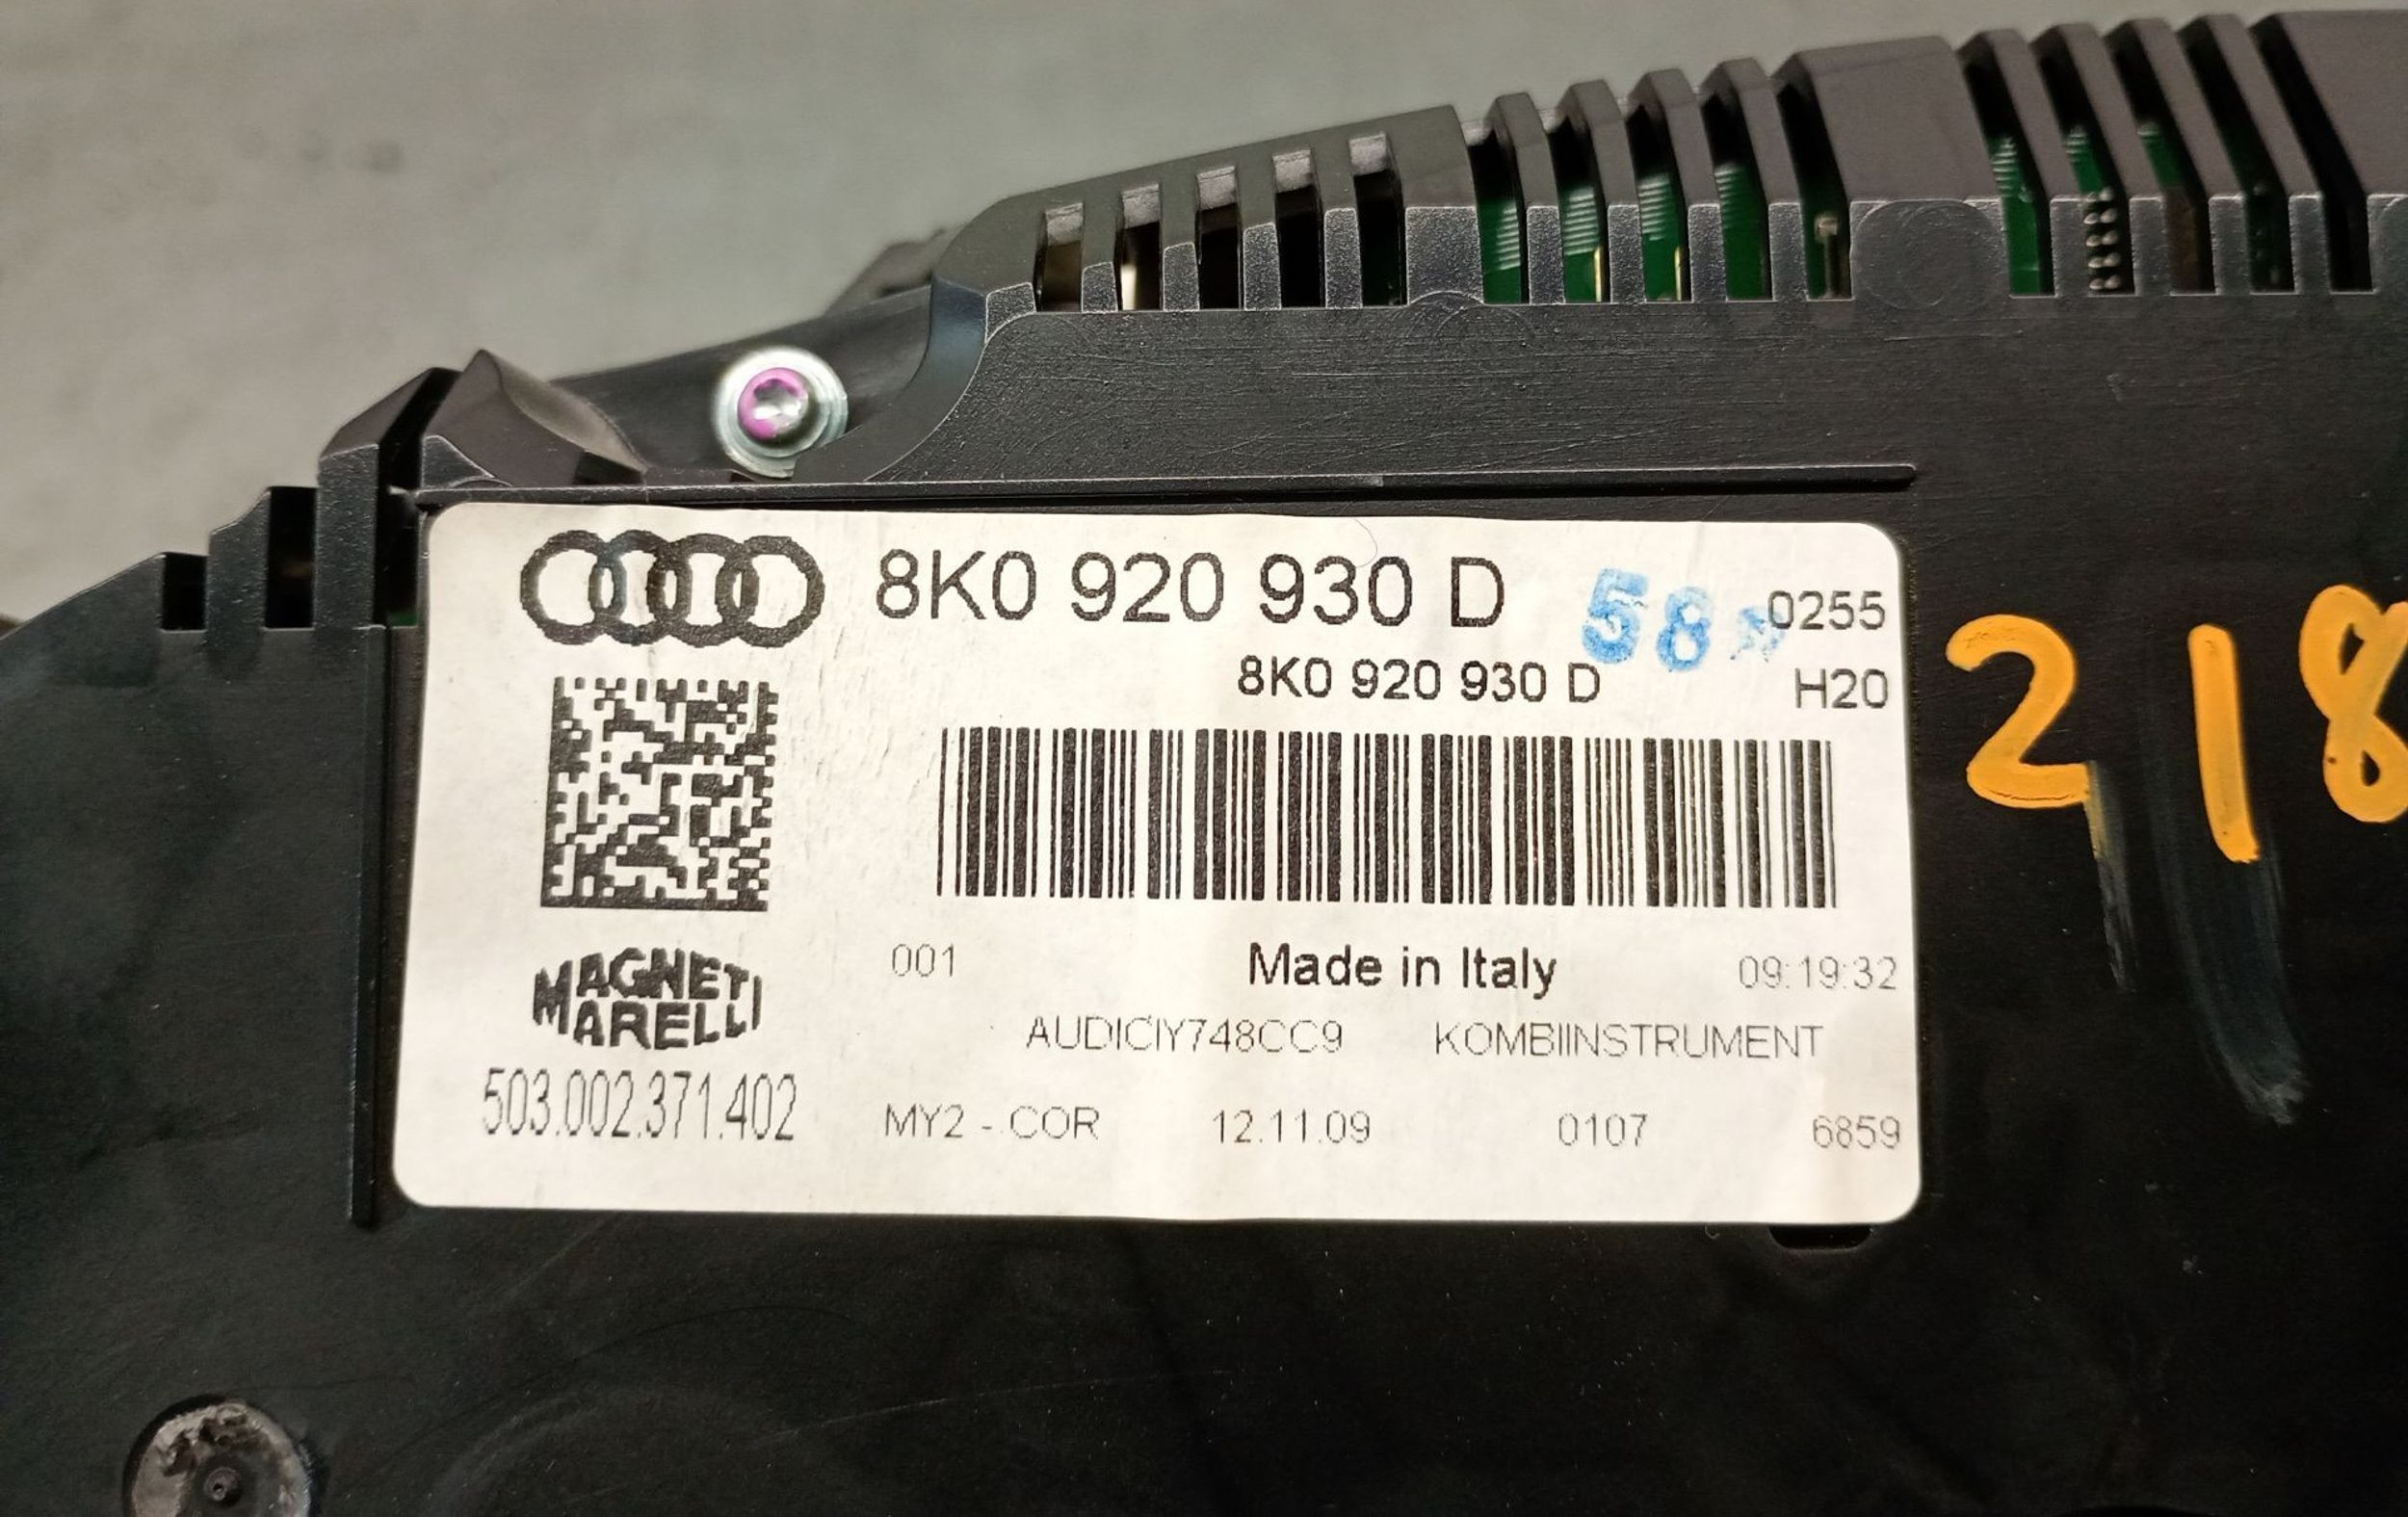 8K0 920 930 D 58 0255
8K0 920 930 D H20
001 Made in Italy 09:19:32
MAGNETI
MARELLI
AUDICIY748CC9 KOMBIINSTRUMENT
503.002.371.402 MY2 - COR 12.11.09 0107 6859
218